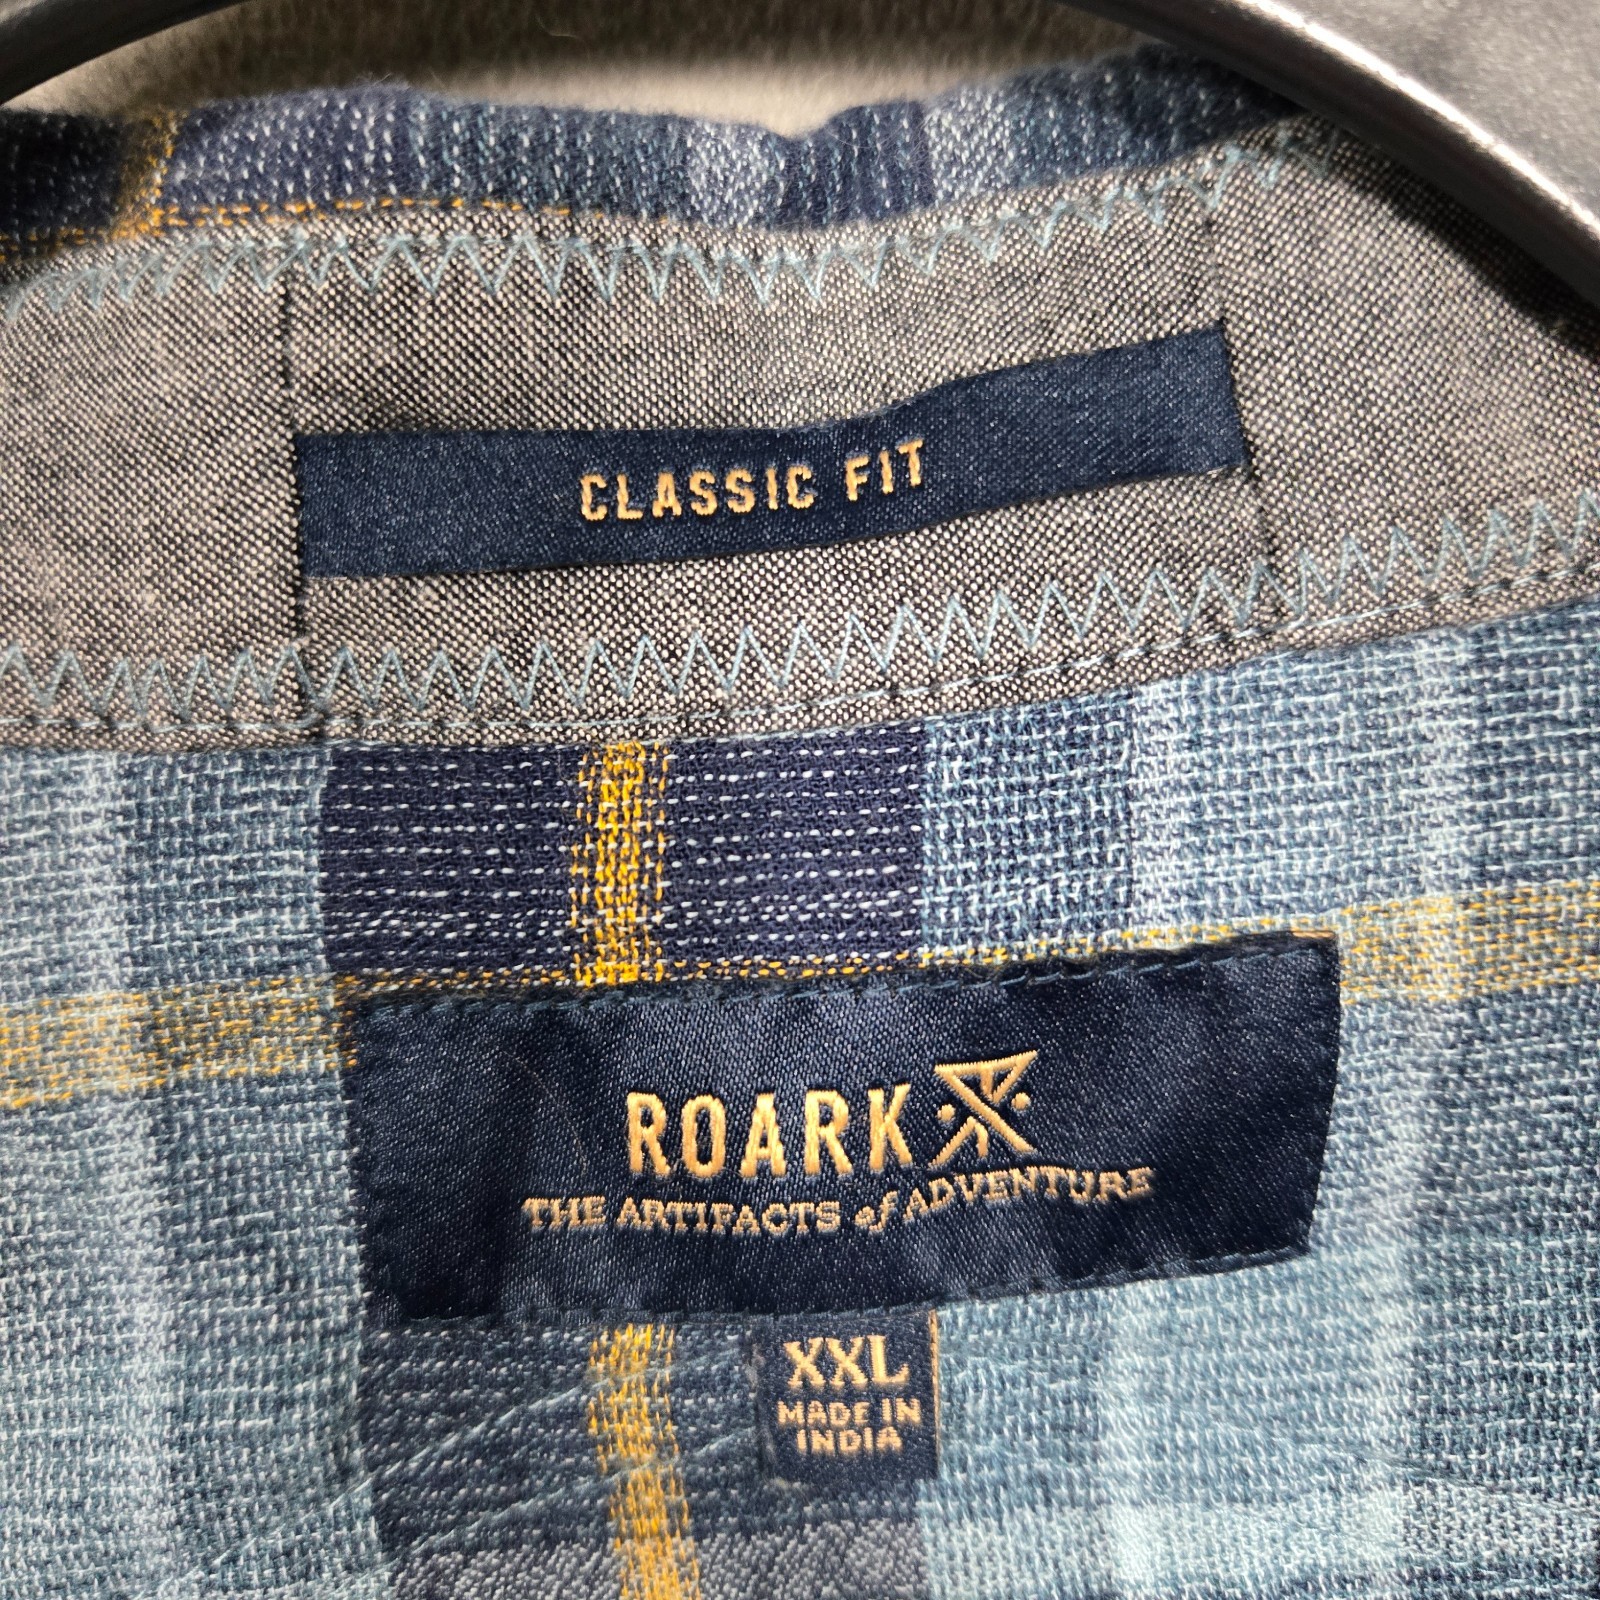 CLASSIC FIT
ROARK
THE ARTIFACTS of ADVENTURE
XXL
MADE IN
INDIA